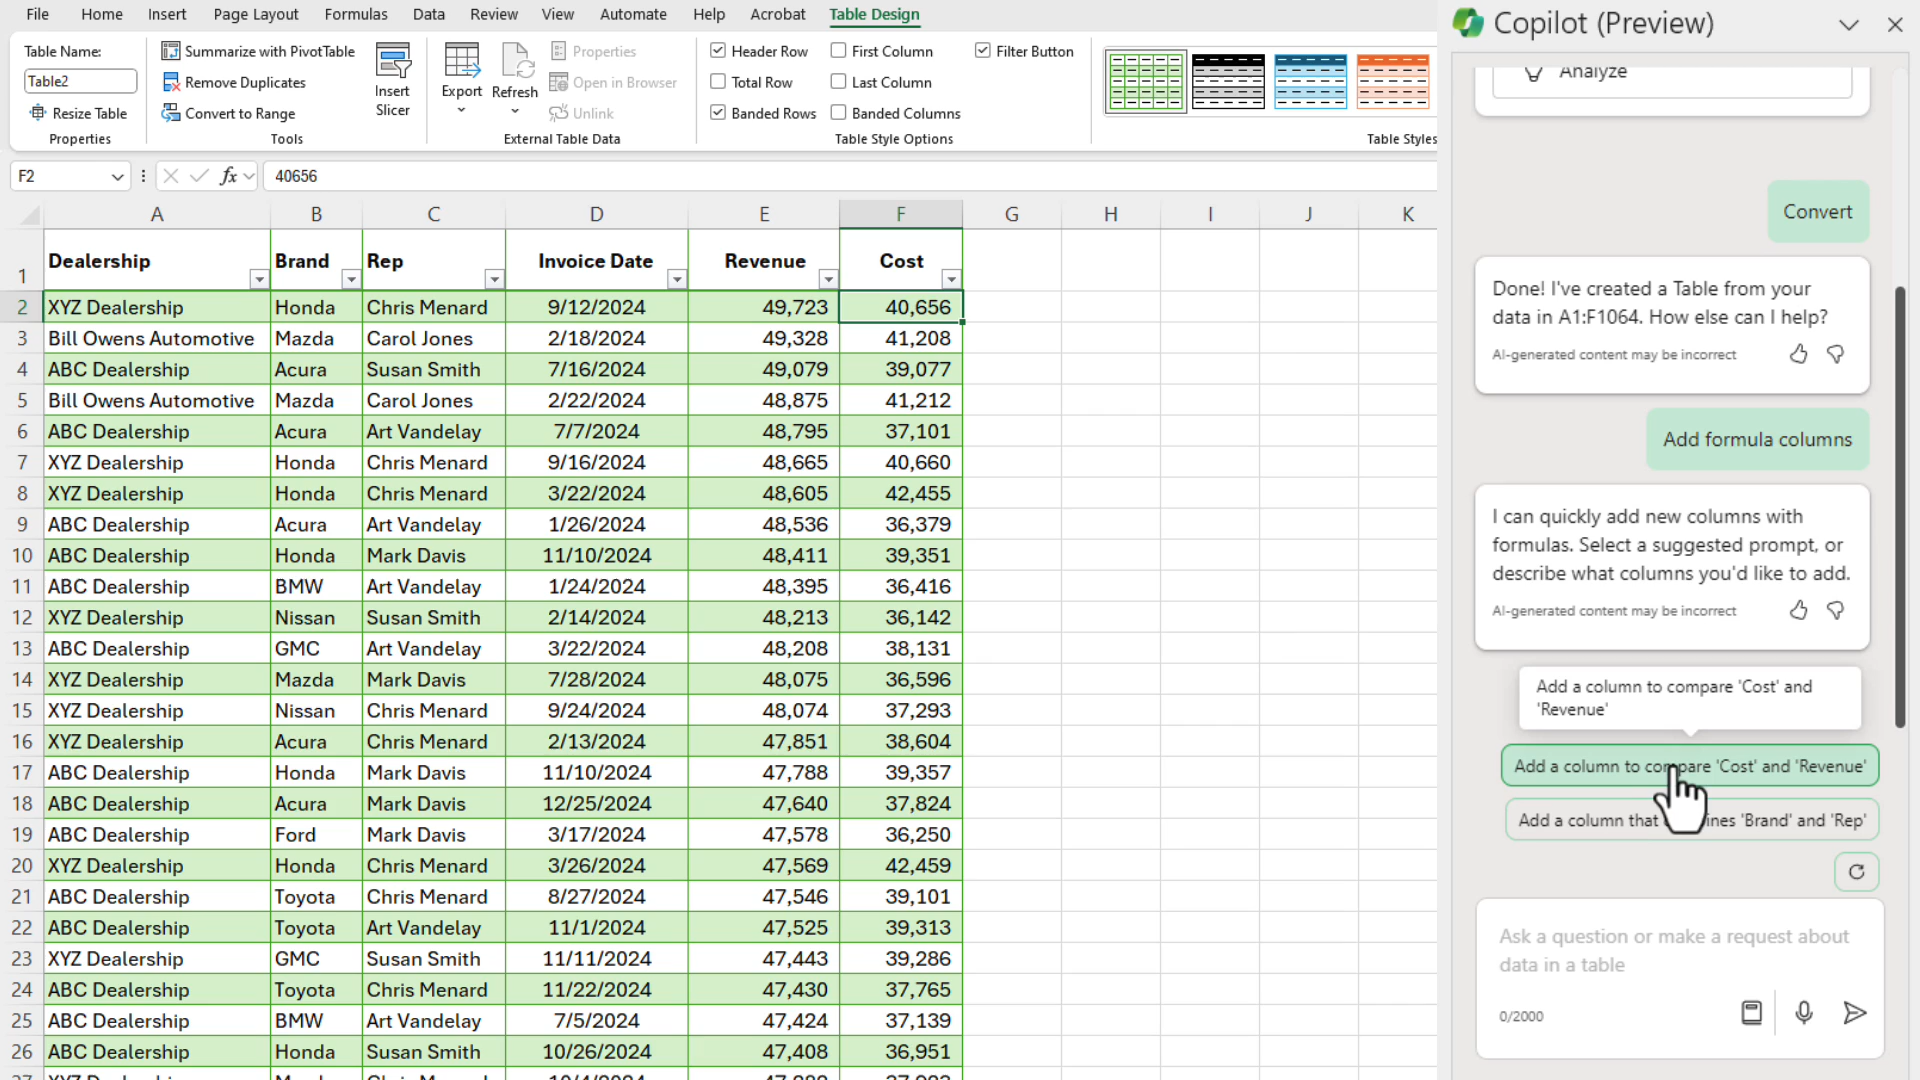 File Home Insert Page Layout Formulas Data Review View Automate Help Acrobat Table Design
Table Name:
Table2
Resize Table
Properties
Summarize with PivotTable
Remove Duplicates
Convert to Range
Insert
Slicer
Tools
Export
Refresh
Properties
Open in Browser
Unlink
External Table Data
Header Row First Column Filter Button
Total Row Last Column
Banded Rows Banded Columns
Table Style Options
Table Styles
F2 fx 40656
A B C D E F G H I J K
1 Dealership Brand Rep Invoice Date Revenue Cost
2 XYZ Dealership Honda Chris Menard 9/12/2024 49,723 40,656
3 Bill Owens Automotive Mazda Carol Jones 2/18/2024 49,328 41,208
4 ABC Dealership Acura Susan Smith 7/16/2024 49,079 39,077
5 Bill Owens Automotive Mazda Carol Jones 2/22/2024 48,875 41,212
6 ABC Dealership Acura Art Vandelay 7/7/2024 48,795 37,101
7 XYZ Dealership Honda Chris Menard 9/16/2024 48,665 40,660
8 XYZ Dealership Honda Chris Menard 3/22/2024 48,605 42,455
9 ABC Dealership Acura Art Vandelay 1/26/2024 48,536 36,379
10 ABC Dealership Honda Mark Davis 11/10/2024 48,411 39,351
11 ABC Dealership BMW Art Vandelay 1/24/2024 48,395 36,416
12 XYZ Dealership Nissan Susan Smith 2/14/2024 48,213 36,142
13 ABC Dealership GMC Art Vandelay 3/22/2024 48,208 38,131
14 XYZ Dealership Mazda Mark Davis 7/28/2024 48,075 36,596
15 XYZ Dealership Nissan Chris Menard 9/24/2024 48,074 37,293
16 XYZ Dealership Acura Chris Menard 2/13/2024 47,851 38,604
17 ABC Dealership Honda Mark Davis 11/10/2024 47,788 39,357
18 ABC Dealership Acura Mark Davis 12/25/2024 47,640 37,824
19 ABC Dealership Ford Mark Davis 3/17/2024 47,578 36,250
20 XYZ Dealership Honda Chris Menard 3/26/2024 47,569 42,459
21 ABC Dealership Toyota Chris Menard 8/27/2024 47,546 39,101
22 ABC Dealership Toyota Art Vandelay 11/1/2024 47,525 39,313
23 XYZ Dealership GMC Susan Smith 11/11/2024 47,443 39,286
24 ABC Dealership Toyota Chris Menard 11/22/2024 47,430 37,765
25 ABC Dealership BMW Art Vandelay 7/5/2024 47,424 37,139
26 ABC Dealership Honda Susan Smith 10/26/2024 47,408 36,951
Copilot (Preview)
Analyze
Convert
Done! I've created a Table from your
data in A1:F1064. How else can I help?
AI-generated content may be incorrect
Add formula columns
I can quickly add new columns with
formulas. Select a suggested prompt, or
describe what columns you'd like to add.
AI-generated content may be incorrect
Add a column to compare 'Cost' and
'Revenue'
Add a column to compare 'Cost' and 'Revenue'
Add a column that 'Brand' and 'Rep'
Ask a question or make a request about
data in a table
0/2000